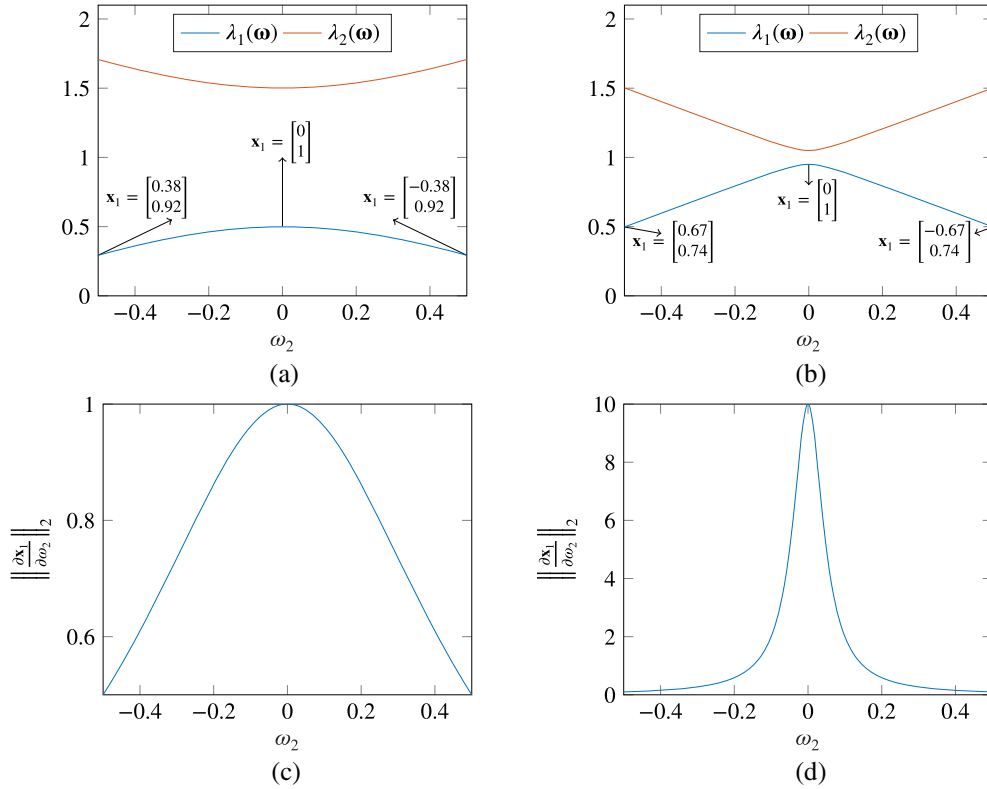 λ₁(ω) λ₂(ω)
2
1.5
1
0.5
0
x₁ = [0.38 0.92]
x₁ = [0 1]
x₁ = [−0.38 0.92]
−0.4 −0.2 0 0.2 0.4
ω₂
(a)
λ₁(ω) λ₂(ω)
2
1.5
1
0.5
0
x₁ = [0 1]
x₁ = [0.67 0.74]
x₁ = [−0.67 0.74]
−0.4 −0.2 0 0.2 0.4
ω₂
(b)
1
0.8
0.6
‖∂x₁/∂ω₂‖₂
−0.4 −0.2 0 0.2 0.4
ω₂
(c)
10
8
6
4
2
0
‖∂x₁/∂ω₂‖₂
−0.4 −0.2 0 0.2 0.4
ω₂
(d)